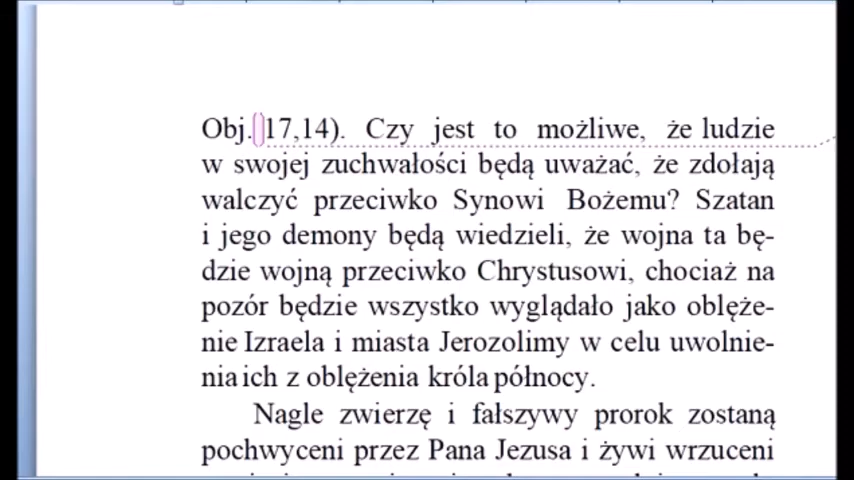 Obj. 17,14). Czy jest to możliwe, że ludzie
w swojej zuchwałości będą uważać, że zdołają
walczyć przeciwko Synowi Bożemu? Szatan
i jego demony będą wiedzieli, że wojna ta bę-
dzie wojną przeciwko Chrystusowi, chociaż na
pozór będzie wszystko wyglądało jako oblęże-
nie Izraela i miasta Jerozolimy w celu uwolnie-
nia ich z oblężenia króla północy.
Nagle zwierzę i fałszywy prorok zostaną
pochwyceni przez Pana Jezusa i żywi wrzuceni